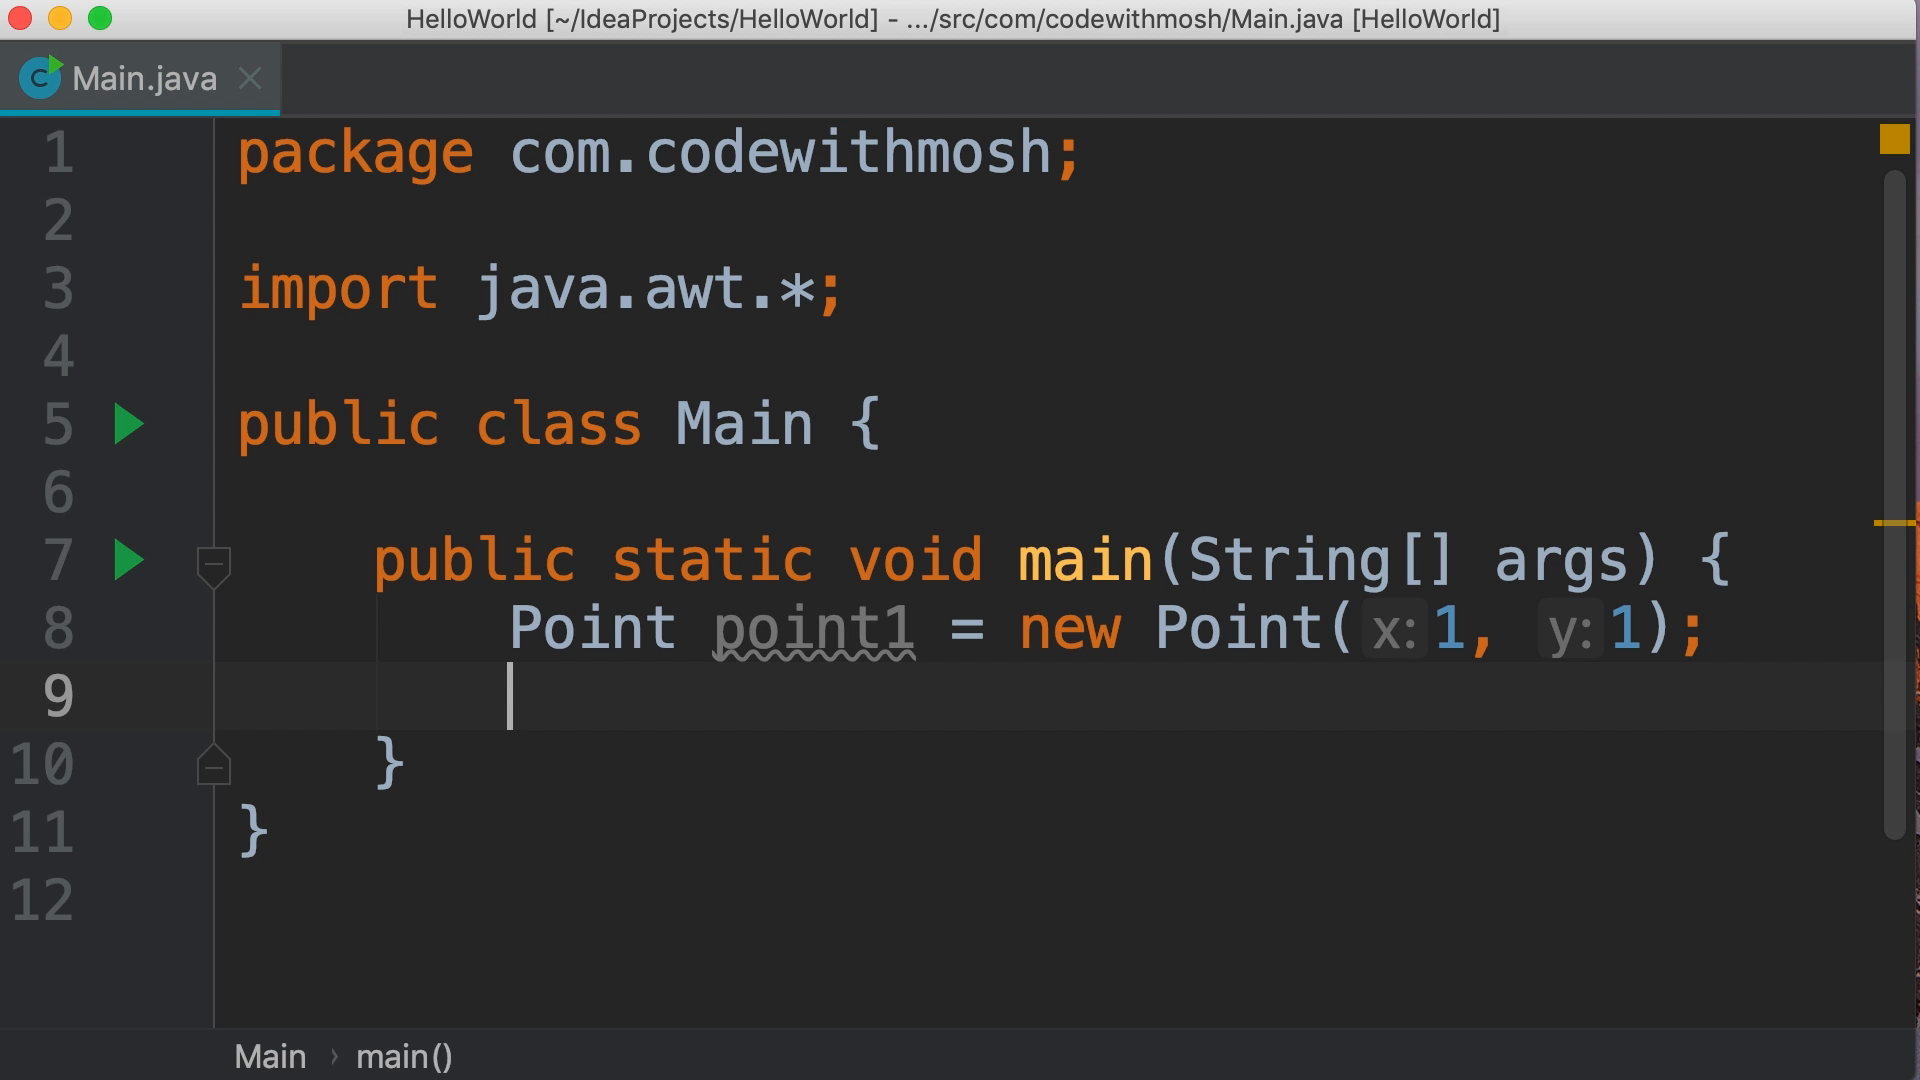 HelloWorld [~/IdeaProjects/HelloWorld] - .../src/com/codewithmosh/Main.java [HelloWorld]
C Main.java
1 package com.codewithmosh;
2
3 import java.awt.*;
4
5 public class Main {
6
7 public static void main(String[] args) {
8 Point point1 = new Point( x: 1, y: 1);
9
10 }
11 }
12
Main › main()